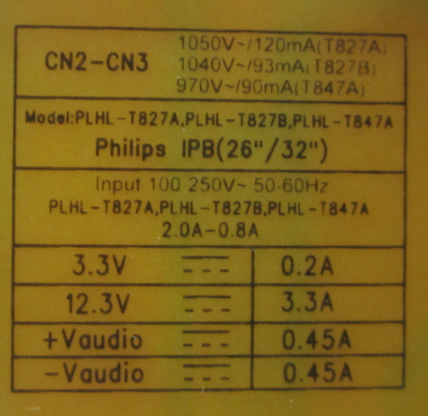 CN2-CN3
1050V~/120mA(T827A)
1040V~/93mA(T827B)
970V~/90mA(T847A)
Model:PLHL-T827A,PLHL-T827B,PLHL-T847A
Philips IPB(26"/32")
Input 100 250V~ 50-60Hz
PLHL-T827A,PLHL-T827B,PLHL-T847A
2.0A-0.8A
3.3V 0.2A
12.3V 3.3A
+Vaudio 0.45A
-Vaudio 0.45A